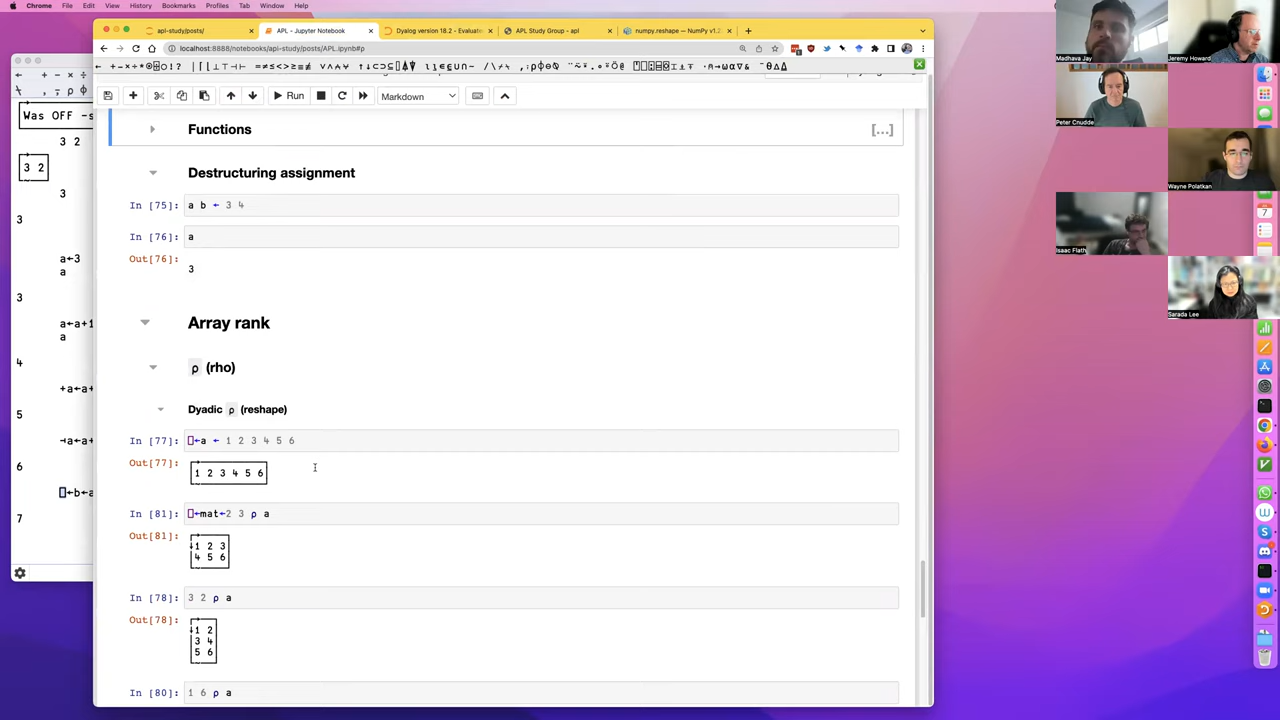 Chrome File Edit View History Bookmarks Profiles Tab Window Help
apl-study/posts/
APL - Jupyter Notebook
Dyalog version 18.2 - Evaluate
APL Study Group - apl
numpy.reshape — NumPy v1.2
localhost:8888/notebooks/apl-study/posts/APL.ipynb#ρ
Run
Markdown
Functions
[...]
Destructuring assignment
In [75]: a b ← 3 4
In [76]: a
Out[76]: 3
Array rank
ρ (rho)
Dyadic ρ (reshape)
In [77]: ⎕←a ← 1 2 3 4 5 6
Out[77]: 1 2 3 4 5 6
In [81]: ⎕←mat←2 3 ρ a
Out[81]: 1 2 3
4 5 6
In [78]: 3 2 ρ a
Out[78]: 1 2
3 4
5 6
In [80]: 1 6 ρ a
Was OFF -s
3 2
3 2
3
3
a←3
a
3
a←a+1
a
4
+a←a
5
⊣a←a
6
⎕←b←a
7
Madhava Jay
Jeremy Howard
Peter Cnudde
Wayne Polatkan
Isaac Flath
Sarada Lee
7